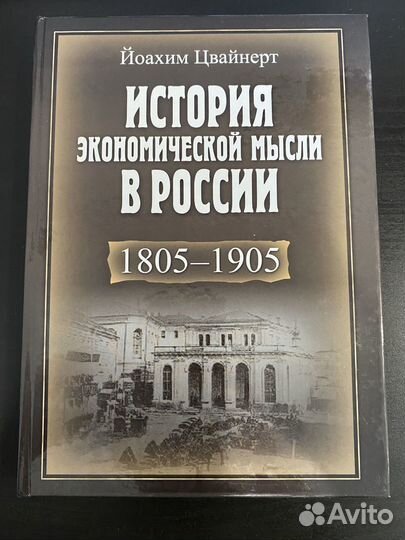 Йоахим Цвайнерт
ИСТОРИЯ
ЭКОНОМИЧЕСКОЙ МЫСЛИ
В РОССИИ
1805–1905
Avito